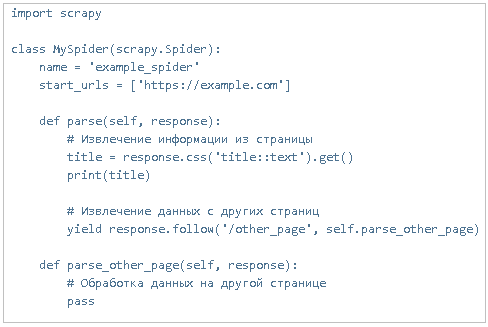 import scrapy

class MySpider(scrapy.Spider):
    name = 'example_spider'
    start_urls = ['https://example.com']

    def parse(self, response):
        # Извлечение информации из страницы
        title = response.css('title::text').get()
        print(title)

        # Извлечение данных с других страниц
        yield response.follow('/other_page', self.parse_other_page)

    def parse_other_page(self, response):
        # Обработка данных на другой странице
        pass